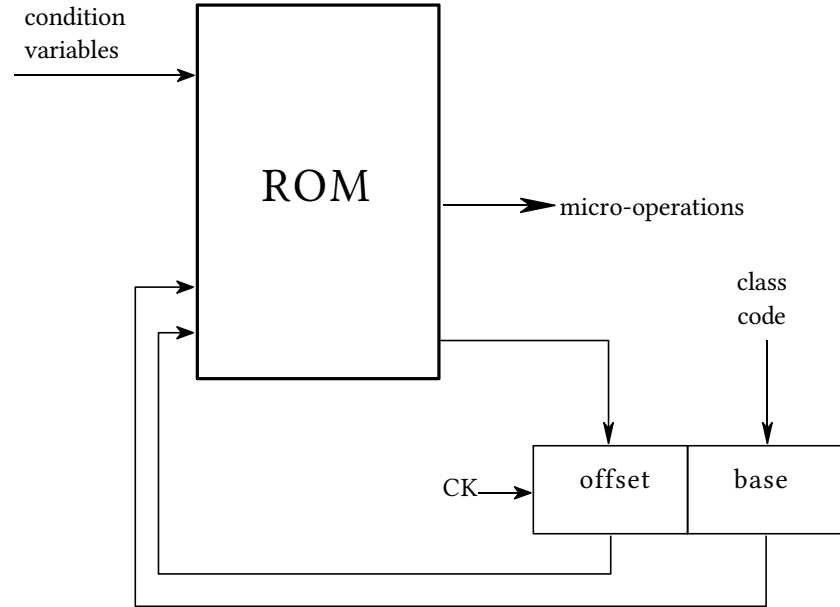 condition
variables
ROM
micro-operations
class
code
CK
offset
base